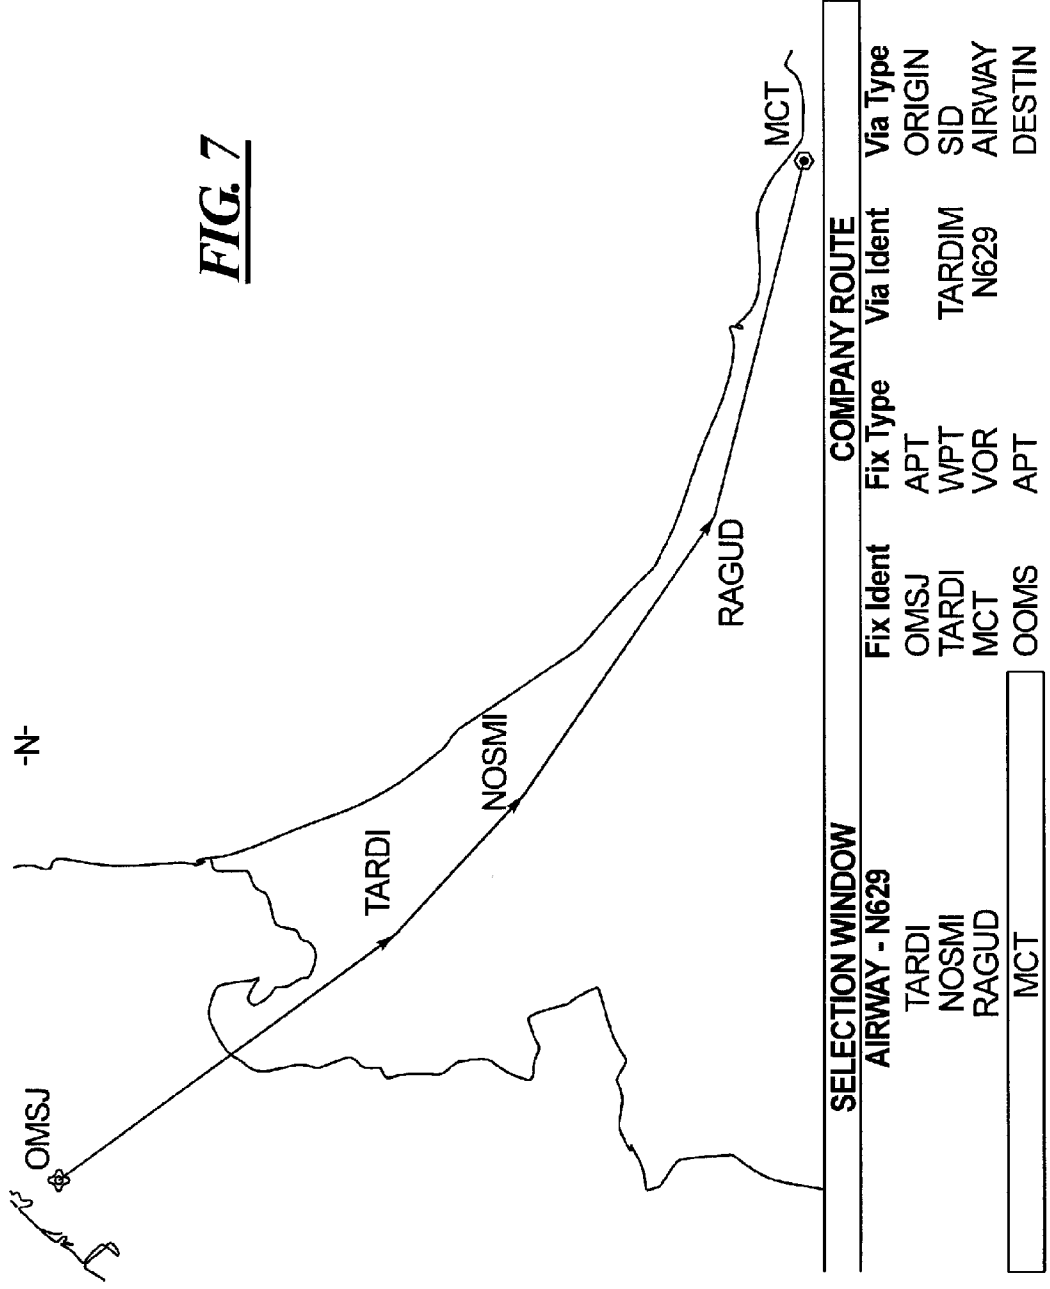 FIG. 7
-N-
OMSJ
TARDI
NOSMI
RAGUD
MCT
SELECTION WINDOW
AIRWAY - N629
TARDI
NOSMI
RAGUD
MCT
COMPANY ROUTE
Fix Ident Fix Type Via Ident Via Type
OMSJ APT ORIGIN
TARDI WPT TARDIM SID
MCT VOR N629 AIRWAY
OOMS APT DESTIN